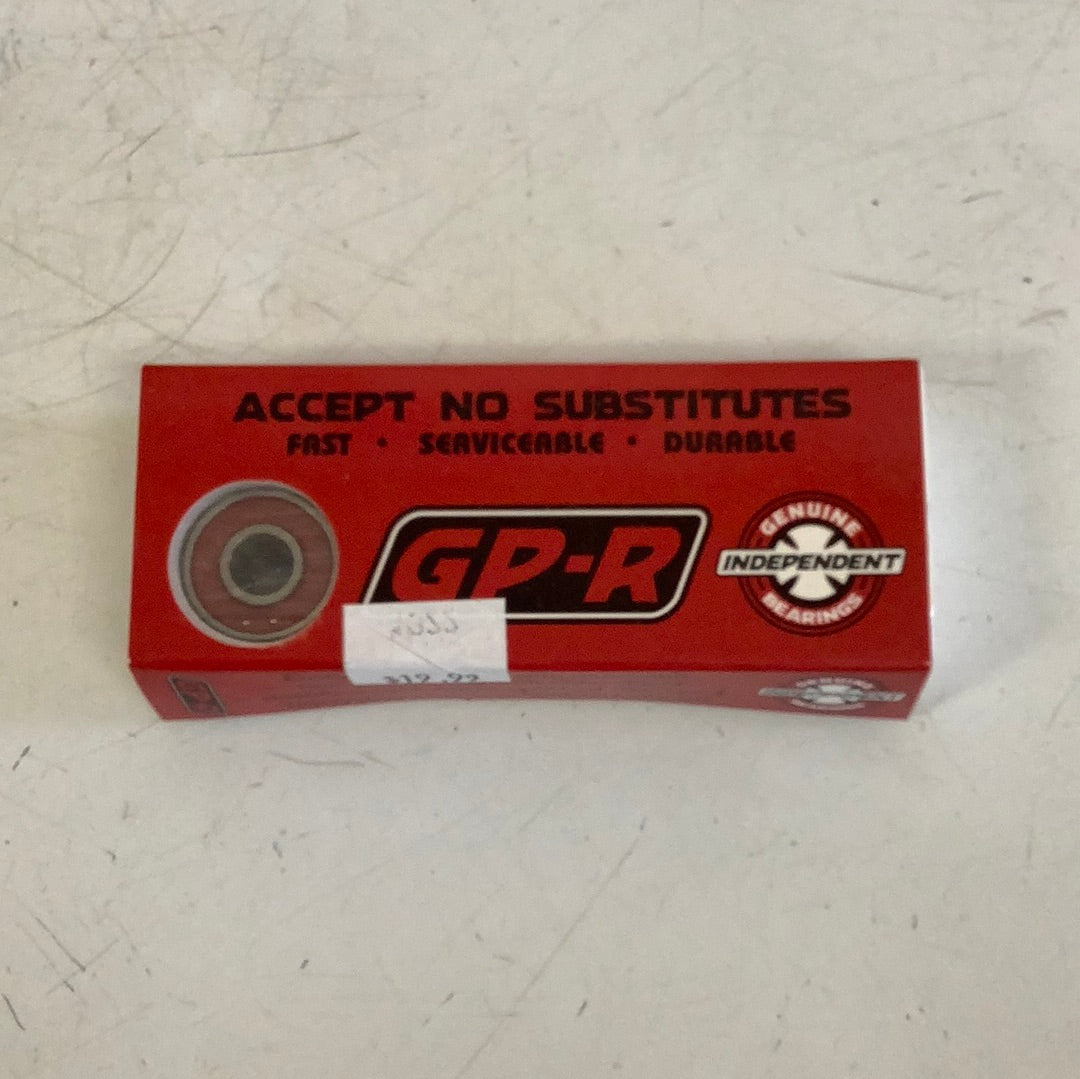 ACCEPT NO SUBSTITUTES
FAST • SERVICEABLE • DURABLE
GP-R
GENUINE
INDEPENDENT
BEARINGS